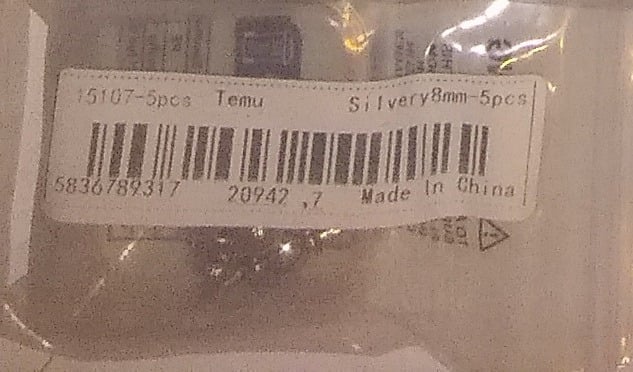 15107-5pcs Temu Silvery8mm-5pcs
5836789317 20942 ,7 Made In China